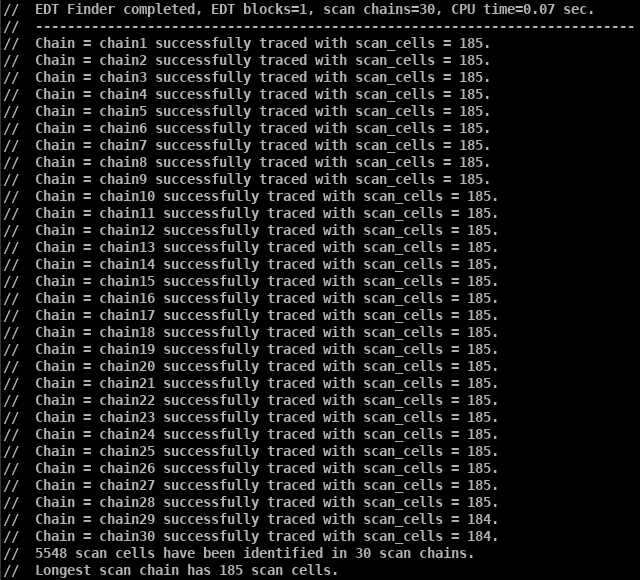 //  EDT Finder completed, EDT blocks=1, scan chains=30, CPU time=0.07 sec.
//  ---------------------------------------------------------------------------
//  Chain = chain1 successfully traced with scan_cells = 185.
//  Chain = chain2 successfully traced with scan_cells = 185.
//  Chain = chain3 successfully traced with scan_cells = 185.
//  Chain = chain4 successfully traced with scan_cells = 185.
//  Chain = chain5 successfully traced with scan_cells = 185.
//  Chain = chain6 successfully traced with scan_cells = 185.
//  Chain = chain7 successfully traced with scan_cells = 185.
//  Chain = chain8 successfully traced with scan_cells = 185.
//  Chain = chain9 successfully traced with scan_cells = 185.
//  Chain = chain10 successfully traced with scan_cells = 185.
//  Chain = chain11 successfully traced with scan_cells = 185.
//  Chain = chain12 successfully traced with scan_cells = 185.
//  Chain = chain13 successfully traced with scan_cells = 185.
//  Chain = chain14 successfully traced with scan_cells = 185.
//  Chain = chain15 successfully traced with scan_cells = 185.
//  Chain = chain16 successfully traced with scan_cells = 185.
//  Chain = chain17 successfully traced with scan_cells = 185.
//  Chain = chain18 successfully traced with scan_cells = 185.
//  Chain = chain19 successfully traced with scan_cells = 185.
//  Chain = chain20 successfully traced with scan_cells = 185.
//  Chain = chain21 successfully traced with scan_cells = 185.
//  Chain = chain22 successfully traced with scan_cells = 185.
//  Chain = chain23 successfully traced with scan_cells = 185.
//  Chain = chain24 successfully traced with scan_cells = 185.
//  Chain = chain25 successfully traced with scan_cells = 185.
//  Chain = chain26 successfully traced with scan_cells = 185.
//  Chain = chain27 successfully traced with scan_cells = 185.
//  Chain = chain28 successfully traced with scan_cells = 185.
//  Chain = chain29 successfully traced with scan_cells = 184.
//  Chain = chain30 successfully traced with scan_cells = 184.
//  5548 scan cells have been identified in 30 scan chains.
//  Longest scan chain has 185 scan cells.